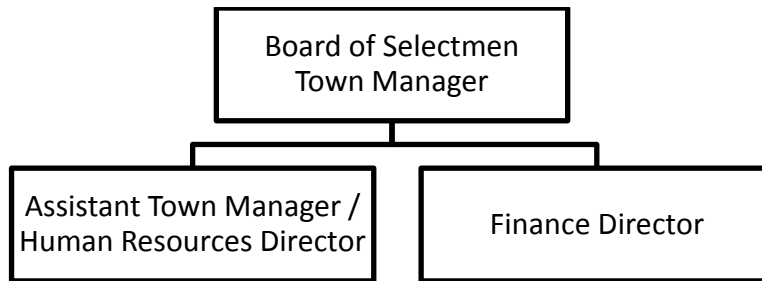 Board of Selectmen
Town Manager
Assistant Town Manager /
Human Resources Director
Finance Director